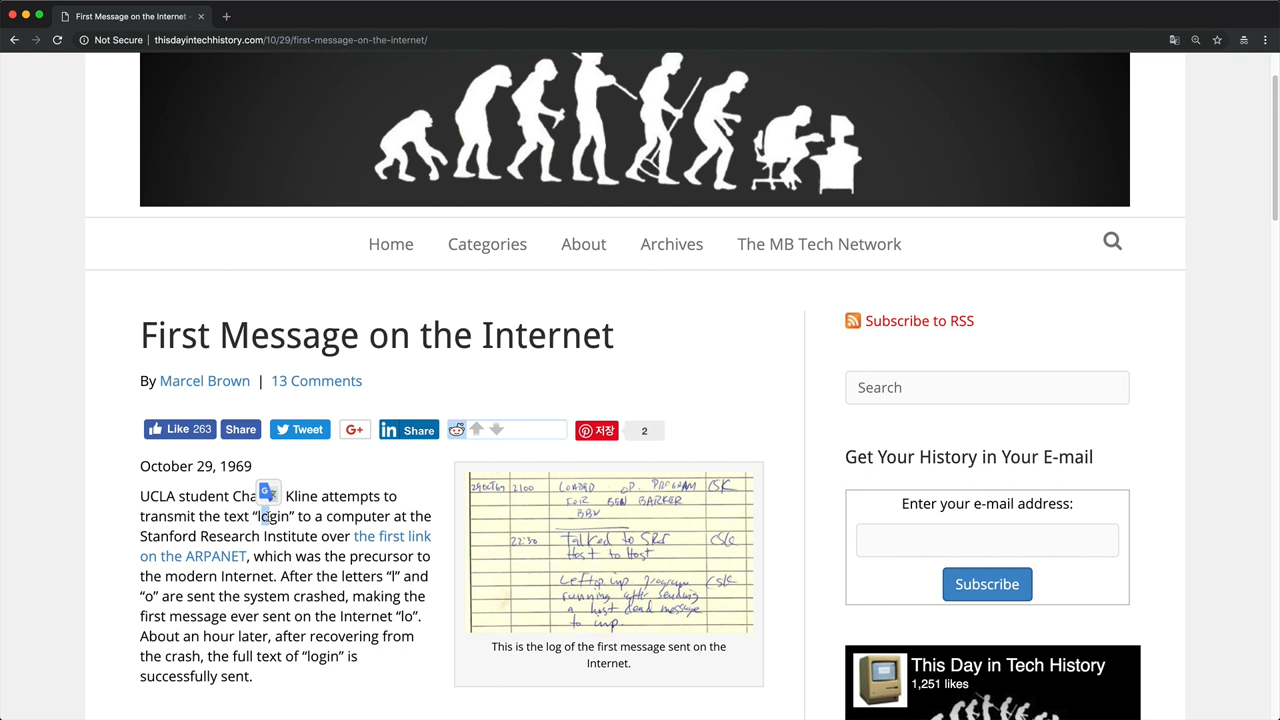 First Message on the Internet
Not Secure | thisdayintechhistory.com/10/29/first-message-on-the-internet/
Home Categories About Archives The MB Tech Network
First Message on the Internet
By Marcel Brown | 13 Comments
Like 263 Share Tweet G+ in Share 저장 2
October 29, 1969
UCLA student Cha Kline attempts to
transmit the text “login” to a computer at the
Stanford Research Institute over the first link
on the ARPANET, which was the precursor to
the modern Internet. After the letters “l” and
“o” are sent the system crashed, making the
first message ever sent on the Internet “lo”.
About an hour later, after recovering from
the crash, the full text of “login” is
successfully sent.
29 OCT 69 2100 LOADED OP. PROGRAM CSK
FOR BEN BARKER
BBN
22:30 Talked to SRI CSK
Host to Host
Left imp program CSK
running after sending
a host dead message
to imp.
This is the log of the first message sent on the
Internet.
Subscribe to RSS
Search
Get Your History in Your E-mail
Enter your e-mail address:
Subscribe
This Day in Tech History
1,251 likes